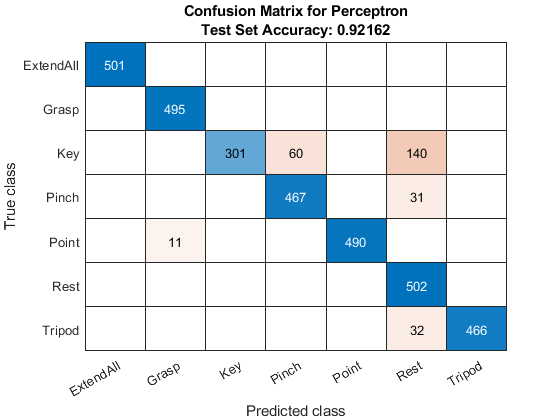 Confusion Matrix for Perceptron
Test Set Accuracy: 0.92162
ExtendAll 501
Grasp 495
Key 301 60 140
Pinch 467 31
Point 11 490
Rest 502
Tripod 32 466
True class
ExtendAll Grasp Key Pinch Point Rest Tripod
Predicted class